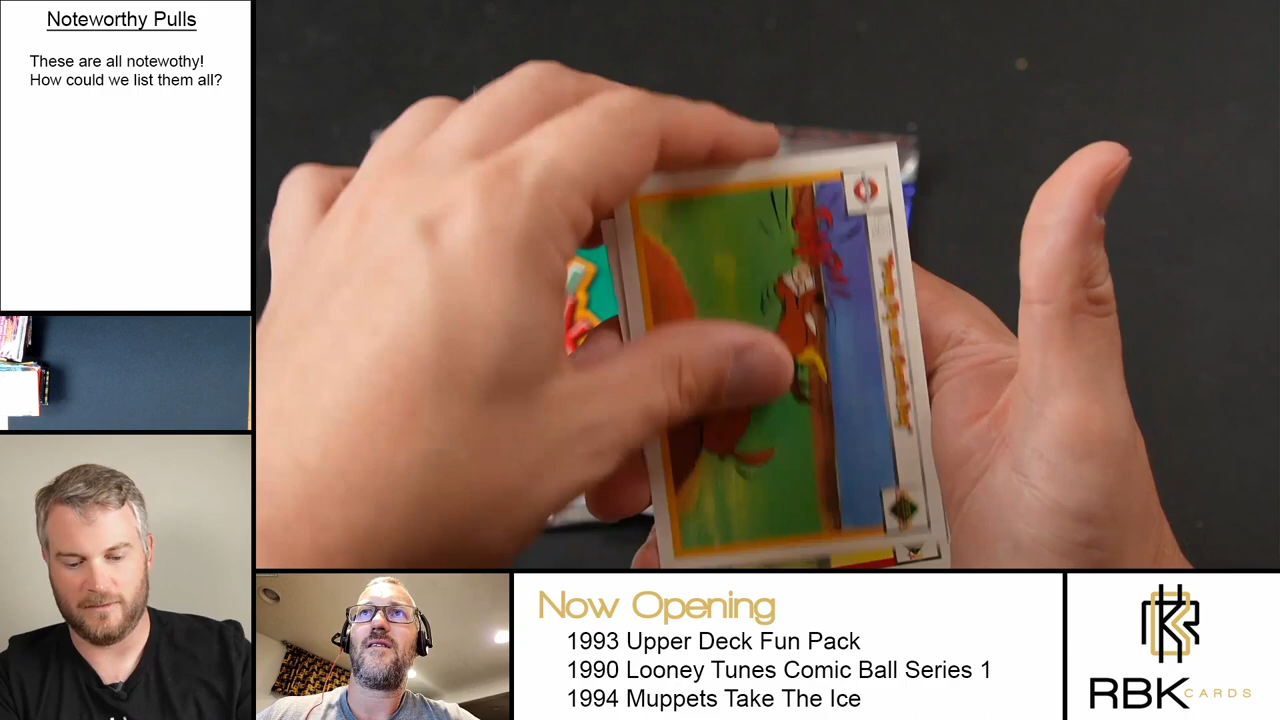 Noteworthy Pulls
These are all notewothy!
How could we list them all?
Now Opening
1993 Upper Deck Fun Pack
1990 Looney Tunes Comic Ball Series 1
1994 Muppets Take The Ice
RBK CARDS